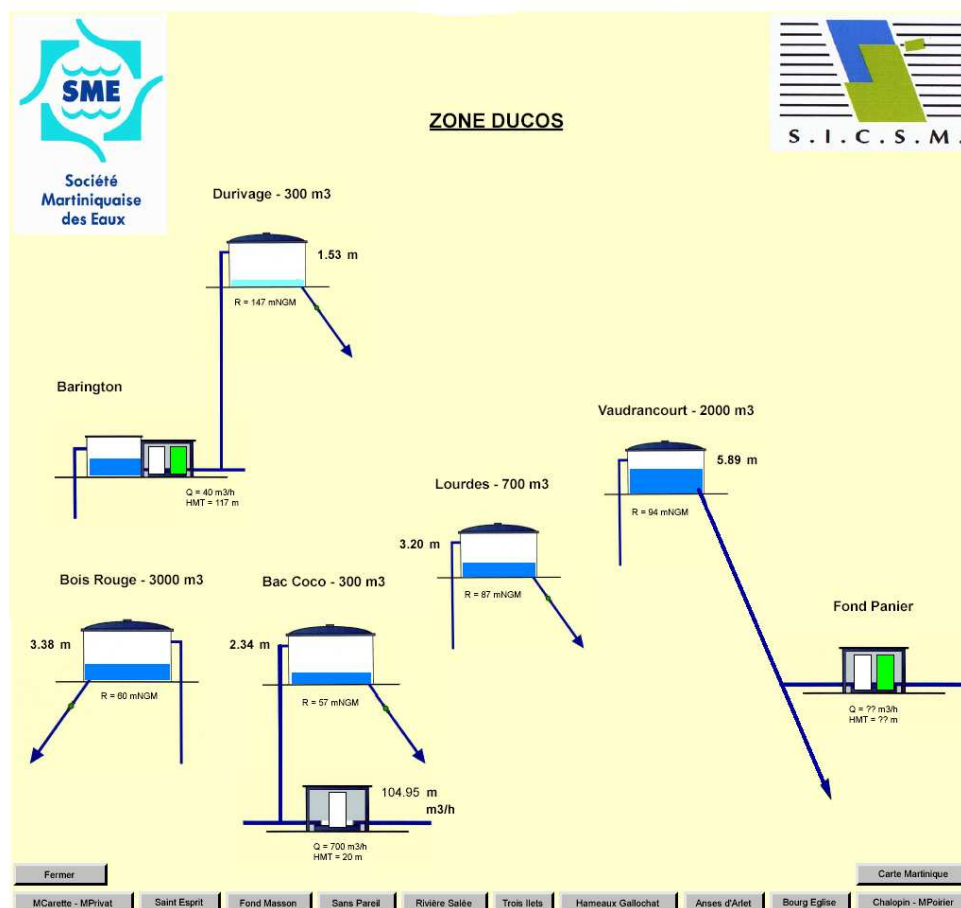 SME
Société
Martiniquaise
des Eaux
ZONE DUCOS
S.I.C.S.M.
Durivage - 300 m3
1.53 m
R = 147 mNGM
Barington
Q = 40 m3/h
HMT = 117 m
Vaudrancourt - 2000 m3
5.89 m
R = 94 mNGM
Lourdes - 700 m3
3.20 m
R = 87 mNGM
Bois Rouge - 3000 m3
3.38 m
R = 60 mNGM
Bac Coco - 300 m3
2.34 m
R = 57 mNGM
Fond Panier
Q = ?? m3/h
HMT = ?? m
104.95 m
m3/h
Q = 700 m3/h
HMT = 20 m
Fermer
Carte Martinique
MCarette - MPrivat
Saint Esprit
Fond Masson
Sans Pareil
Rivière Salée
Trois Ilets
Hameaux Gallochat
Anses d'Arlet
Bourg Eglise
Chalopin - MPoirier